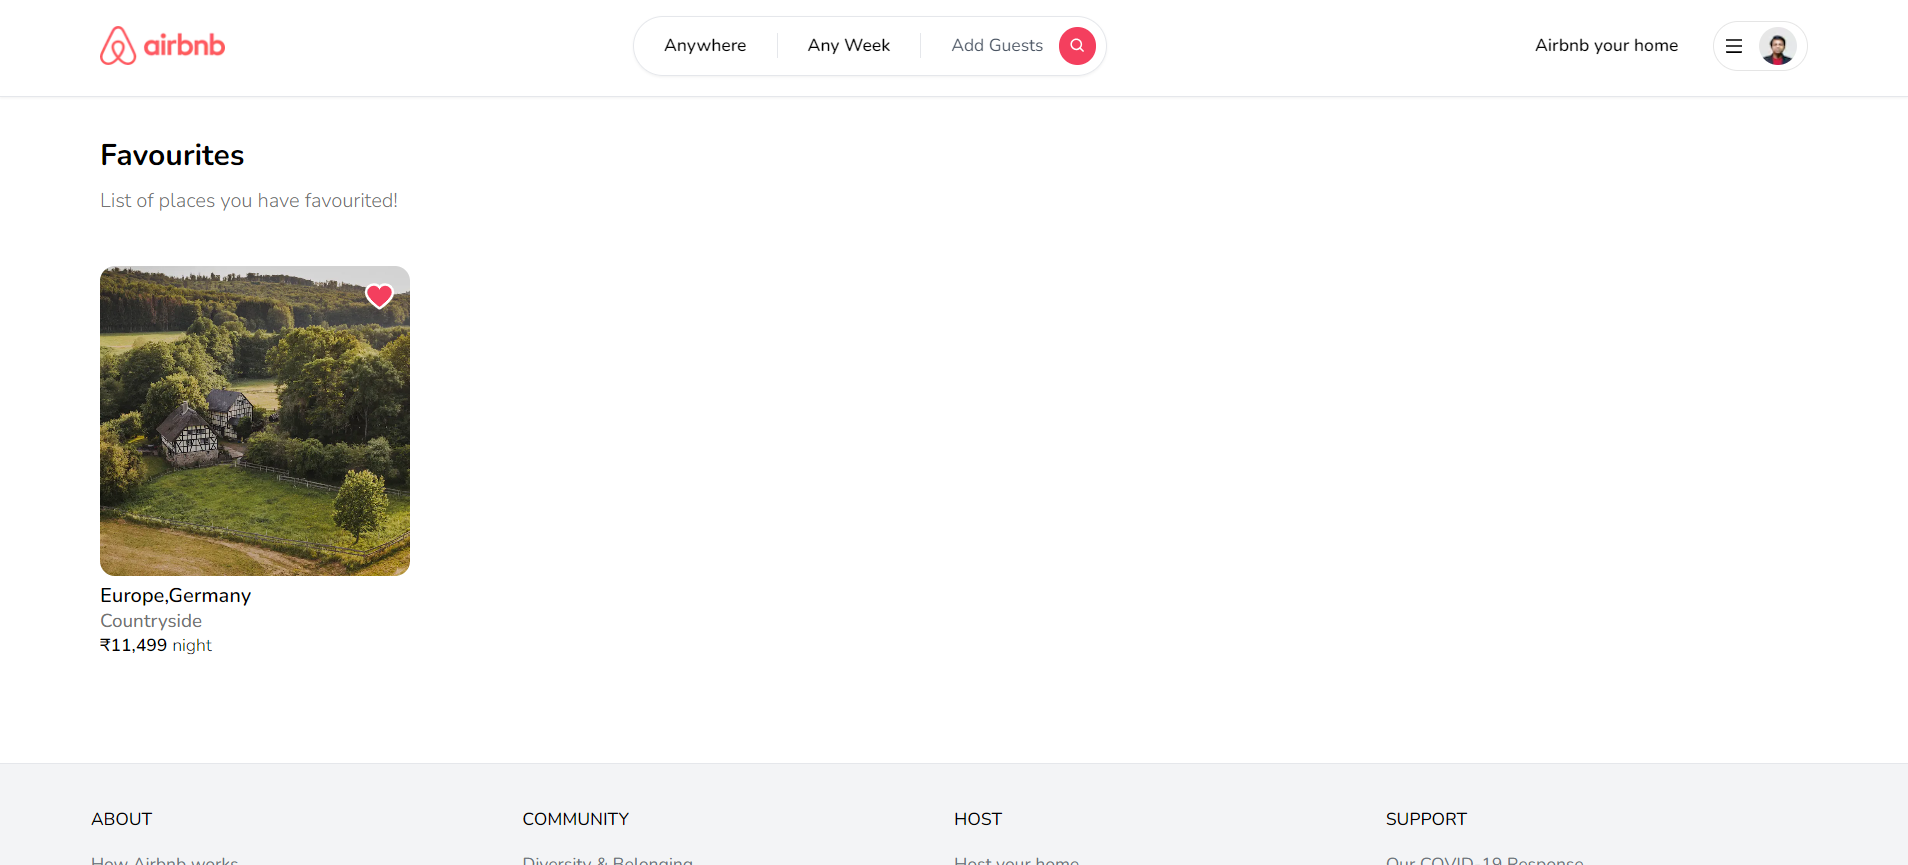 airbnb
Anywhere
Any Week
Add Guests
Airbnb your home
Favourites
List of places you have favourited!
Europe,Germany
Countryside
₹11,499 night
ABOUT
COMMUNITY
HOST
SUPPORT
How Airbnb works
Diversity & Belonging
Host your home
Our COVID-19 Response